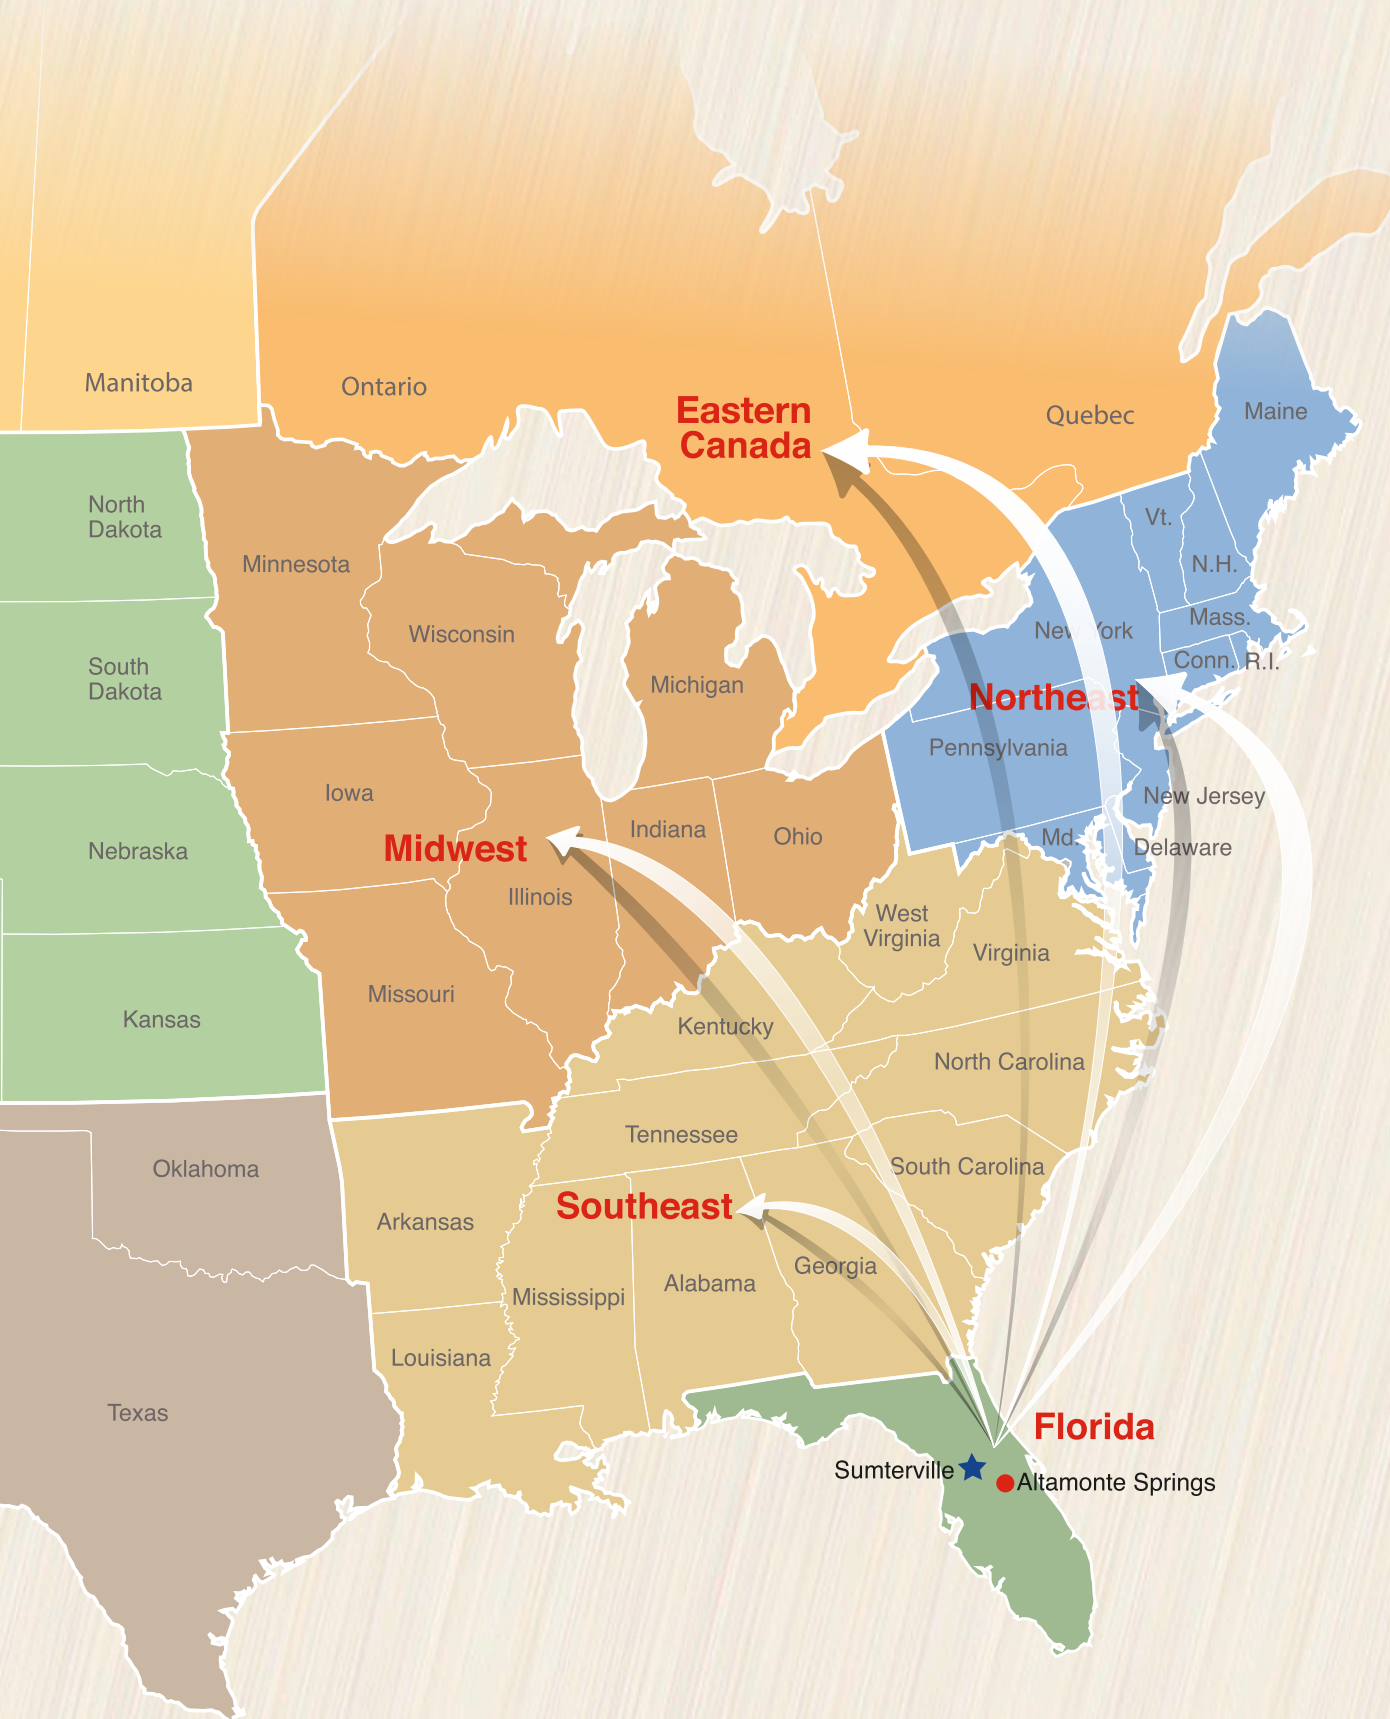 Manitoba
Ontario
Eastern
Canada
Quebec
Maine
North
Dakota
Minnesota
Vt.
N.H.
Wisconsin
New York
Mass.
South
Dakota
Michigan
Conn.
R.I.
Northeast
Pennsylvania
Iowa
New Jersey
Nebraska
Midwest
Indiana
Ohio
Md.
Delaware
Illinois
West
Virginia
Virginia
Missouri
Kansas
Kentucky
North Carolina
Tennessee
Oklahoma
South Carolina
Southeast
Arkansas
Georgia
Alabama
Mississippi
Louisiana
Texas
Florida
Sumterville
Altamonte Springs